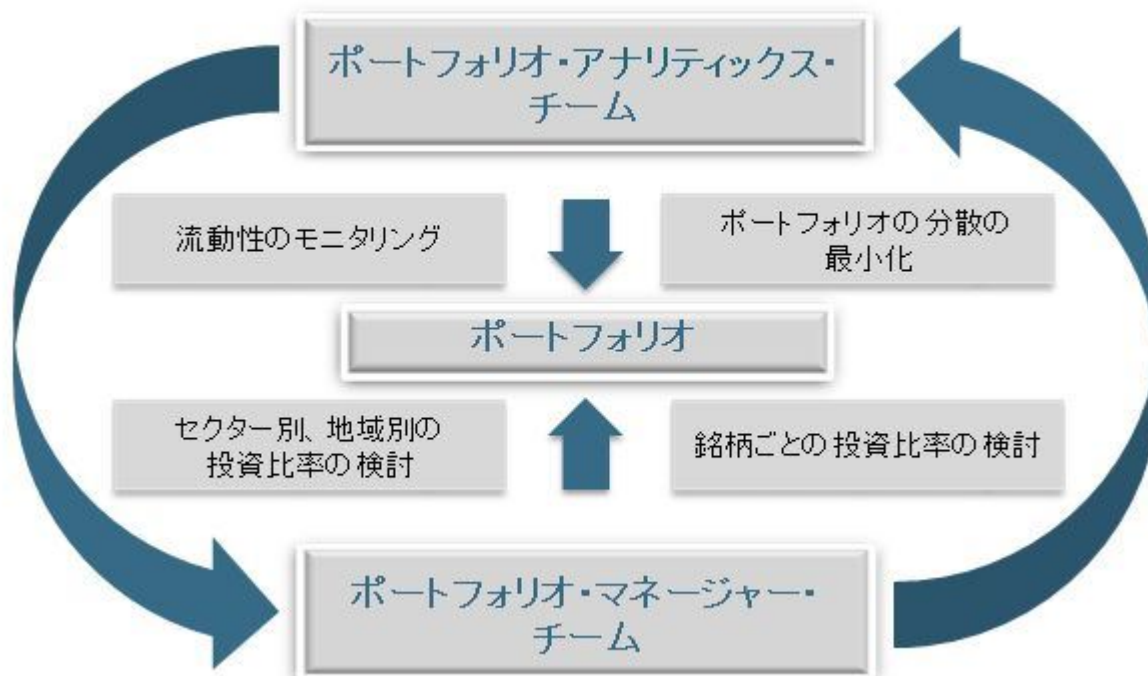 ポートフォリオ・アナリティックス・
チーム
流動性のモニタリング
ポートフォリオの分散の
最小化
ポートフォリオ
セクター別、地域別の
投資比率の検討
銘柄ごとの投資比率の検討
ポートフォリオ・マネージャー・
チーム